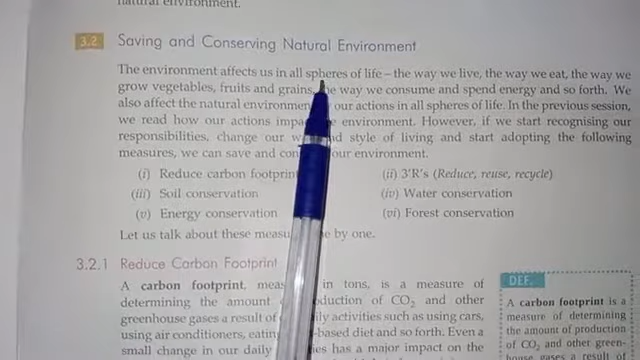 natural environment.
3.2 Saving and Conserving Natural Environment
The environment affects us in all spheres of life – the way we live, the way we eat, the way we
grow vegetables, fruits and grains, the way we consume and spend energy and so forth. We
also affect the natural environment our actions in all spheres of life. In the previous session,
we read how our actions environment. However, if we start recognising our
responsibilities, change our style of living and start adopting the following
measures, we can save and our environment.
(i) Reduce carbon footprint (ii) 3'R's (Reduce, reuse, recycle)
(iii) Soil conservation (iv) Water conservation
(v) Energy conservation (vi) Forest conservation
Let us talk about these by one.
3.2.1 Reduce Carbon Footprint
A carbon footprint, in tons, is a measure of
determining the amount of CO2 and other
greenhouse gases a result of activities such as using cars,
using air conditioners, diet and so forth. Even a
small change in our daily has a major impact on the
DEF.
A carbon footprint is a
measure of determining
the amount of production
of CO2 and other green-
house gases a result of